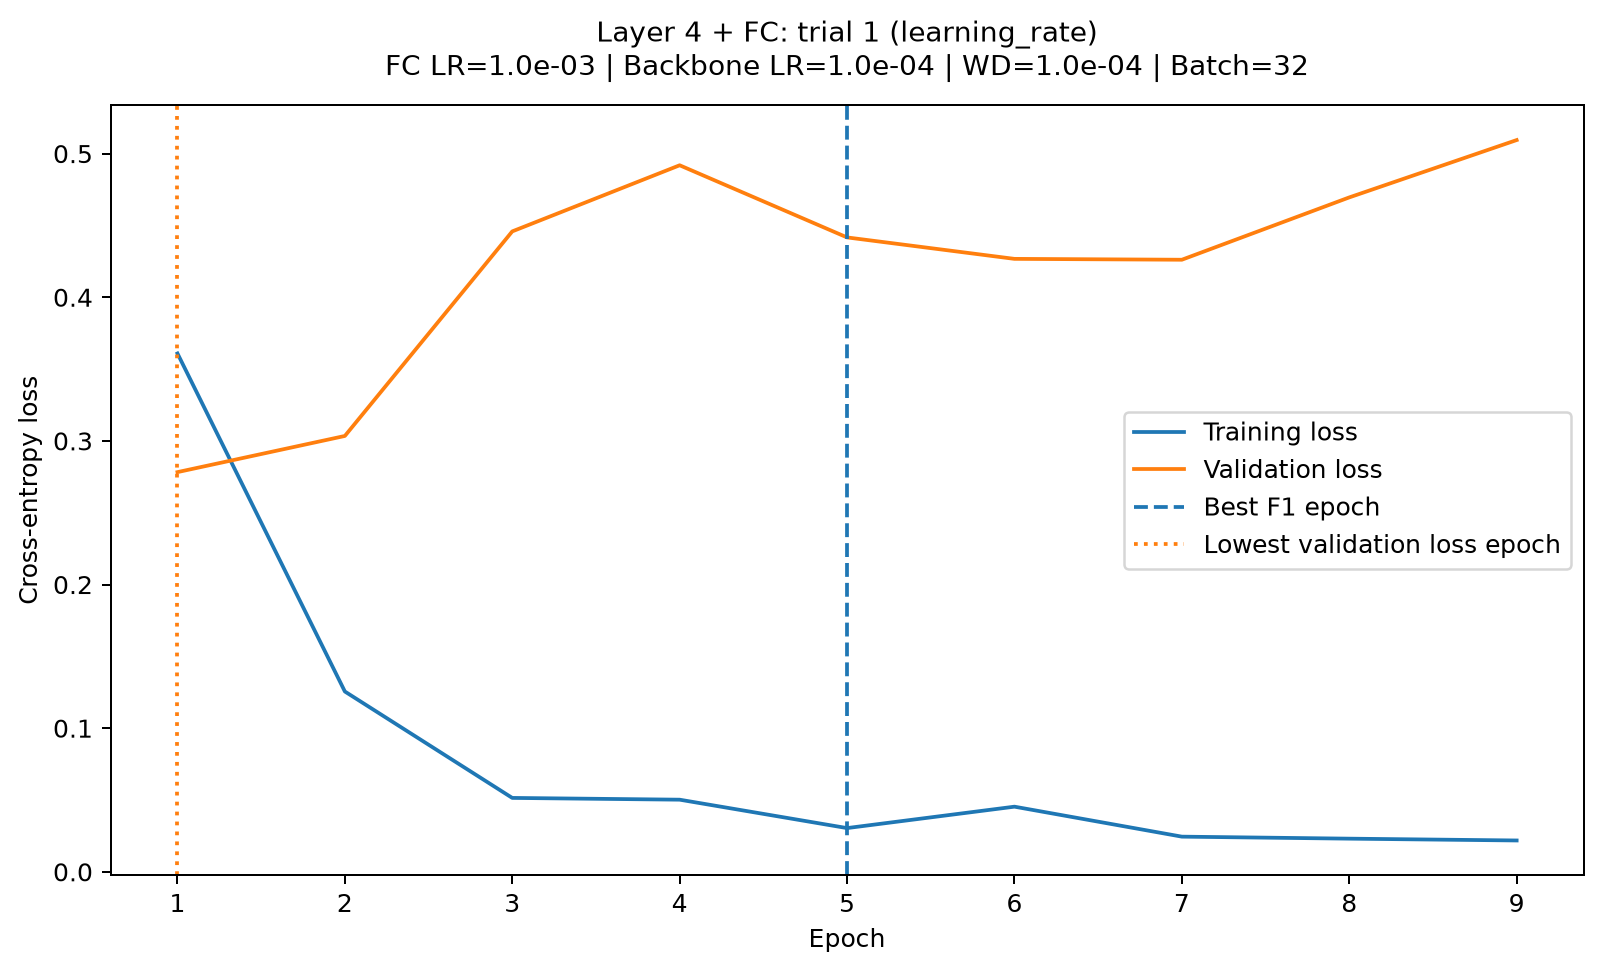 Layer 4 + FC: trial 1 (learning_rate)
FC LR=1.0e-03 | Backbone LR=1.0e-04 | WD=1.0e-04 | Batch=32
Cross-entropy loss
0.5
0.4
0.3
0.2
0.1
0.0
Training loss
Validation loss
Best F1 epoch
Lowest validation loss epoch
1 2 3 4 5 6 7 8 9
Epoch